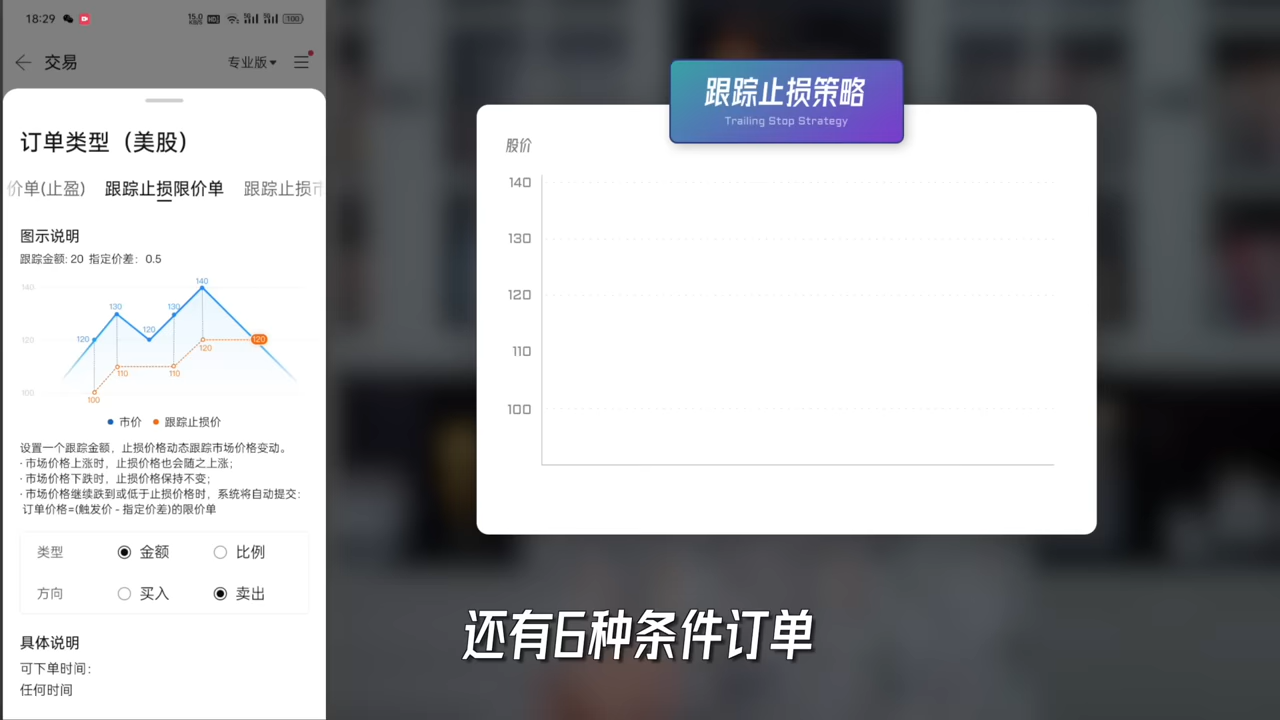 18:29
15.0 KB/S HD 5G 5G 100
交易
专业版
订单类型（美股）
价单(止盈)
跟踪止损限价单
跟踪止损市
图示说明
跟踪金额: 20 指定价差: 0.5
140
120
100
120
130
120
130
140
100
110
110
120
120
市价
跟踪止损价
设置一个跟踪金额，止损价格动态跟踪市场价格变动。
· 市场价格上涨时，止损价格也会随之上涨；
· 市场价格下跌时，止损价格保持不变；
· 市场价格继续跌到或低于止损价格时，系统将自动提交：
订单价格=(触发价 - 指定价差)的限价单
类型 金额 比例
方向 买入 卖出
具体说明
可下单时间:
任何时间
跟踪止损策略
Trailing Stop Strategy
股价
140
130
120
110
100
还有6种条件订单